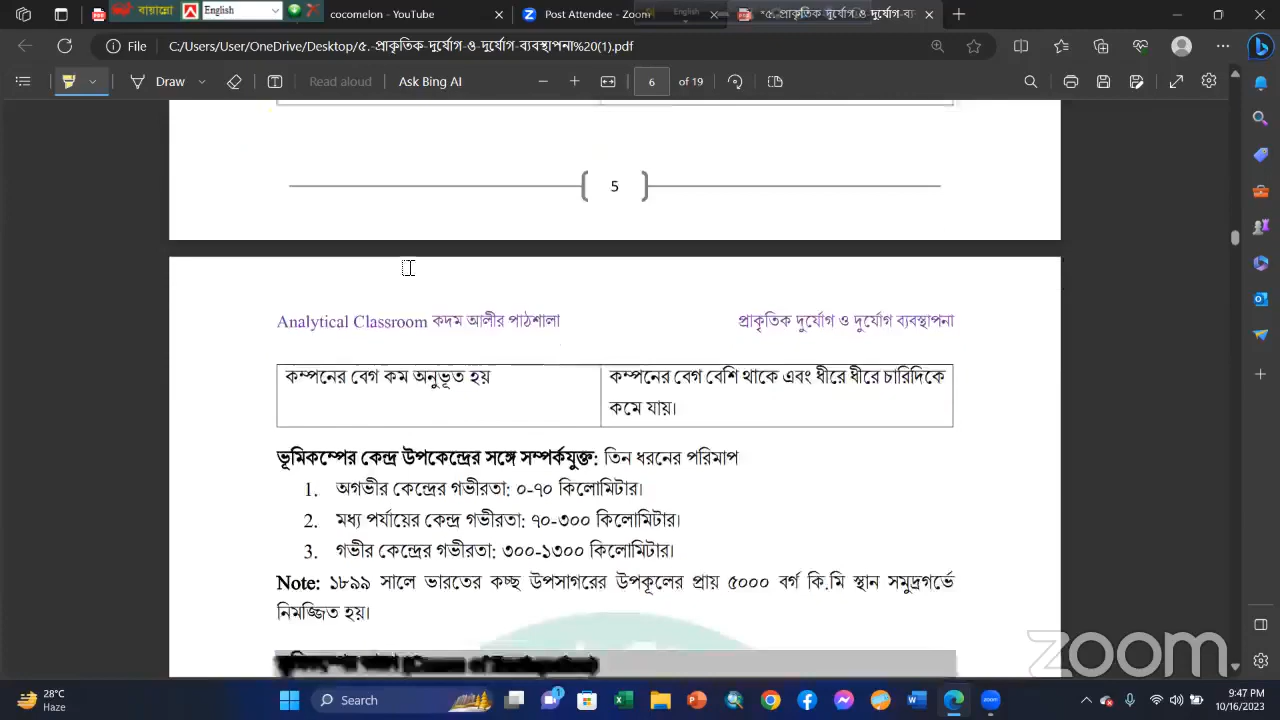 বায়ান্নো
English
cocomelon - YouTube
Post Attendee - Zoom
English
৫.-প্রাকৃতিক দুর্যোগ-ও-দুর্যোগ-ব্য
File
C:/Users/User/OneDrive/Desktop/৫.-প্রাকৃতিক-দুর্যোগ-ও-দুর্যোগ-ব্যবস্থাপনা%20(1).pdf
Draw
Read aloud
Ask Bing AI
6 of 19
5
Analytical Classroom কদম আলীর পাঠশালা
প্রাকৃতিক দুর্যোগ ও দুর্যোগ ব্যবস্থাপনা
কম্পনের বেগ কম অনুভূত হয়
কম্পনের বেগ বেশি থাকে এবং ধীরে ধীরে চারিদিকে
কমে যায়।
ভূমিকম্পের কেন্দ্র উপকেন্দ্রের সঙ্গে সম্পর্কযুক্ত: তিন ধরনের পরিমাপ
1. অগভীর কেন্দ্রের গভীরতা: ০-৭০ কিলোমিটার।
2. মধ্য পর্যায়ের কেন্দ্র গভীরতা: ৭০-৩০০ কিলোমিটার।
3. গভীর কেন্দ্রের গভীরতা: ৩০০-১৩০০ কিলোমিটার।
Note: ১৮৯৯ সালে ভারতের কচ্ছ উপসাগরের উপকূলের প্রায় ৫০০০ বর্গ কি.মি স্থান সমুদ্রগর্ভে
নিমজ্জিত হয়।
zoom
28°C
Haze
Search
9:47 PM
10/16/2023